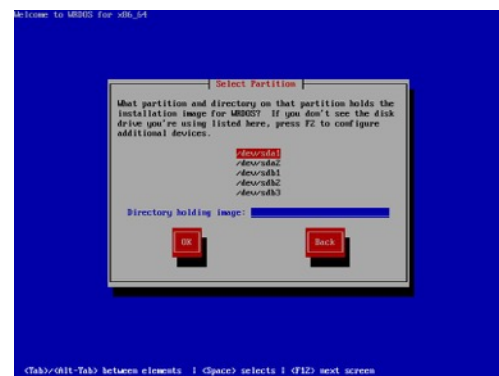 Welcome to WRDOS for x86_64
Select Partition
What partition and directory on that partition holds the
installation image for WRDOS? If you don't see the disk
drive you're using listed here, press F2 to configure
additional devices.
/dev/sda1
/dev/sda2
/dev/sdb1
/dev/sdb2
/dev/sdb3
Directory holding image:
OK Back
<Tab>/<Alt-Tab> between elements | <Space> selects | <F12> next screen